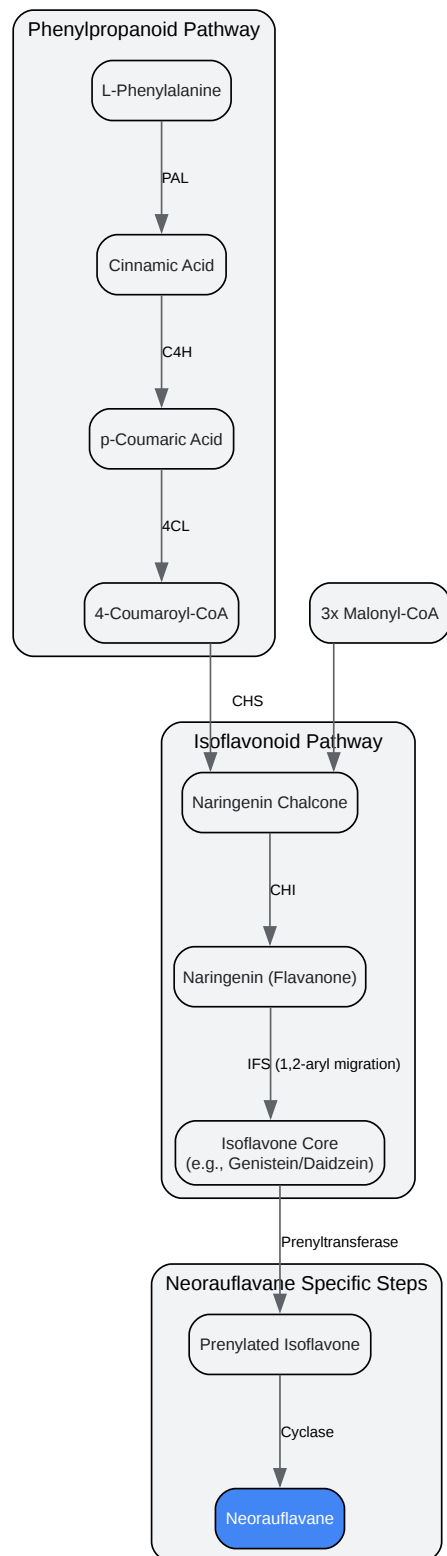 Phenylpropanoid Pathway
L-Phenylalanine
PAL
Cinnamic Acid
C4H
p-Coumaric Acid
4CL
4-Coumaroyl-CoA
3x Malonyl-CoA
CHS
Isoflavonoid Pathway
Naringenin Chalcone
CHI
Naringenin (Flavanone)
IFS (1,2-aryl migration)
Isoflavone Core
(e.g., Genistein/Daidzein)
Prenyltransferase
Neorauflavane Specific Steps
Prenylated Isoflavone
Cyclase
Neorauflavane